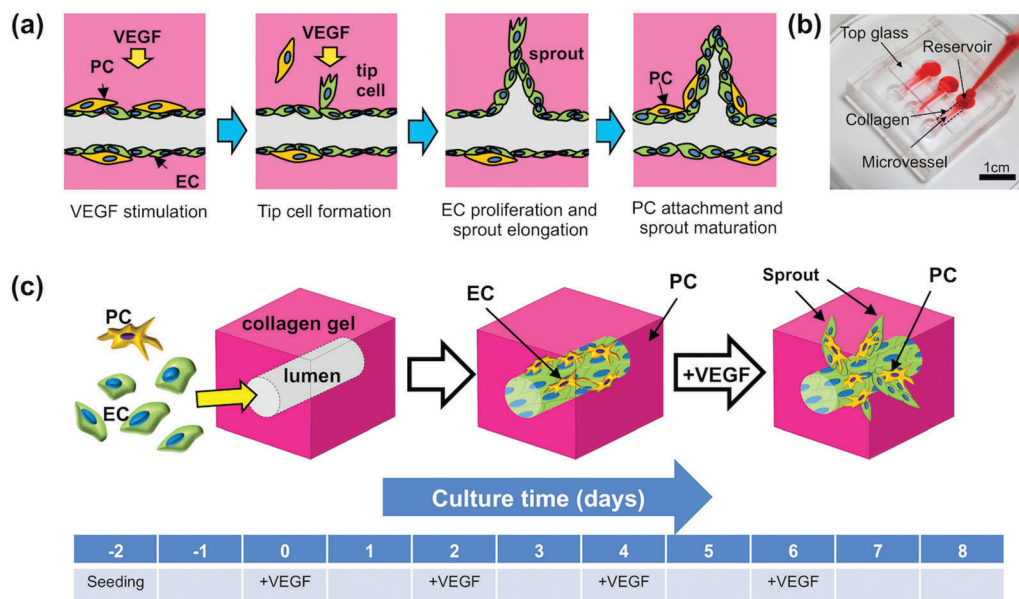 (a)
VEGF
PC
EC
VEGF stimulation
VEGF
tip
cell
Tip cell formation
sprout
EC proliferation and
sprout elongation
PC
PC attachment and
sprout maturation
(b)
Top glass
Reservoir
Collagen
Microvessel
1cm
(c)
PC
EC
collagen gel
lumen
EC
PC
+VEGF
Sprout
PC
Culture time (days)
-2 -1 0 1 2 3 4 5 6 7 8
Seeding +VEGF +VEGF +VEGF +VEGF